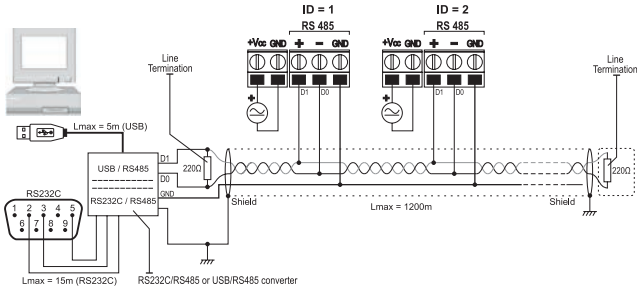 ID = 1
ID = 2
RS 485
RS 485
+Vcc GND
+ − GND
+Vcc GND
+ − GND
Line
Termination
Line
Termination
+
D1
D0
+
D1
D0
Lmax = 5m (USB)
D1
D0
GND
220Ω
220Ω
USB / RS485
RS232C / RS485
RS232C
1 2 3 4 5
6 7 8 9
Shield
Lmax = 1200m
Shield
Lmax = 15m (RS232C)
RS232C/RS485 or USB/RS485 converter